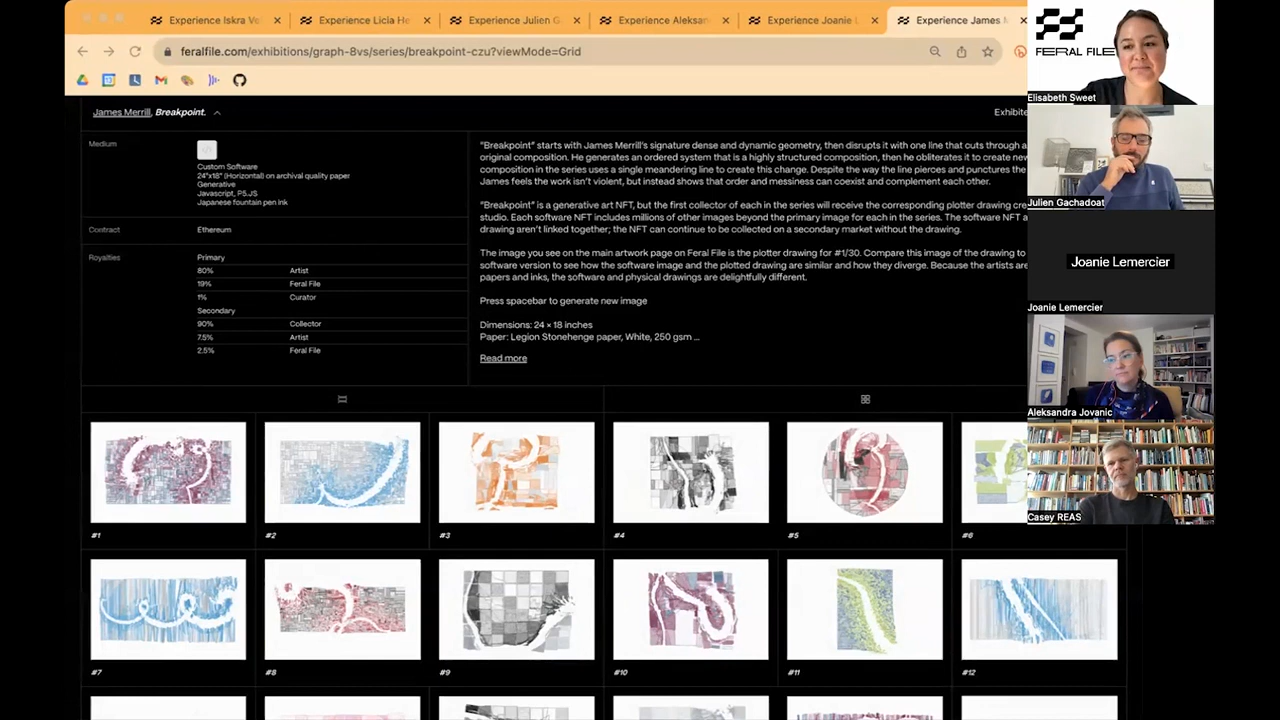 Experience Iskra Ve
Experience Licia He
Experience Julien G
Experience Aleksan
Experience Joanie L
Experience James M
feralfile.com/exhibitions/graph-8vs/series/breakpoint-czu?viewMode=Grid
James Merrill, Breakpoint.
Exhibite
Medium
Custom Software
24"x18" (Horizontal) on archival quality paper
Generative
Javascript, P5.JS
Japanese fountain pen ink
Contract
Ethereum
Royalties
Primary
80% Artist
19% Feral File
1% Curator
Secondary
90% Collector
7.5% Artist
2.5% Feral File
"Breakpoint" starts with James Merrill's signature dense and dynamic geometry, then disrupts it with one line that cuts through a
original composition. He generates an ordered system that is a highly structured composition, then he obliterates it to create new
composition in the series uses a single meandering line to create this change. Despite the way the line pierces and punctures the
James feels the work isn't violent, but instead shows that order and messiness can coexist and complement each other.
"Breakpoint" is a generative art NFT, but the first collector of each in the series will receive the corresponding plotter drawing cre
studio. Each software NFT includes millions of other images beyond the primary image for each in the series. The software NFT a
drawing aren't linked together; the NFT can continue to be collected on a secondary market without the drawing.
The image you see on the main artwork page on Feral File is the plotter drawing for #1/30. Compare this image of the drawing to
software version to see how the software image and the plotted drawing are similar and how they diverge. Because the artists are
papers and inks, the software and physical drawings are delightfully different.
Press spacebar to generate new image
Dimensions: 24 × 18 inches
Paper: Legion Stonehenge paper, White, 250 gsm ...
Read more
#1
#2
#3
#4
#5
#6
#7
#8
#9
#10
#11
#12
FERAL FILE
Elisabeth Sweet
Julien Gachadoat
Joanie Lemercier
Joanie Lemercier
Aleksandra Jovanic
Casey REAS